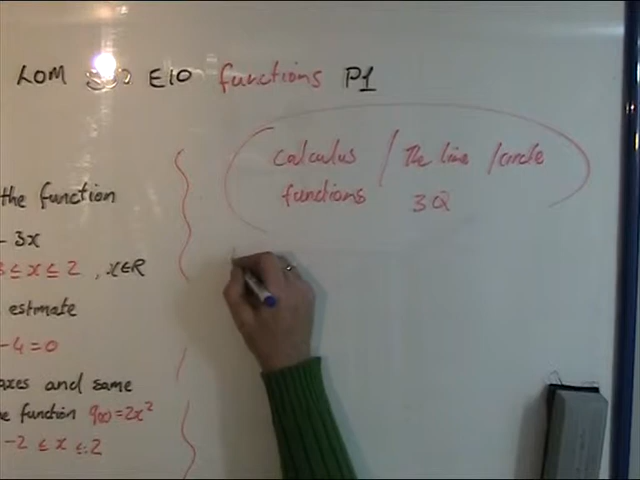 LOM E10 functions P1
calculus / The line / circle
functions 3Q
the function
- 3x
3 ≤ x ≤ 2 , x∈R
estimate
- 4 = 0
axes and same
function g(x) = 2x²
-2 ≤ x ≤ 2